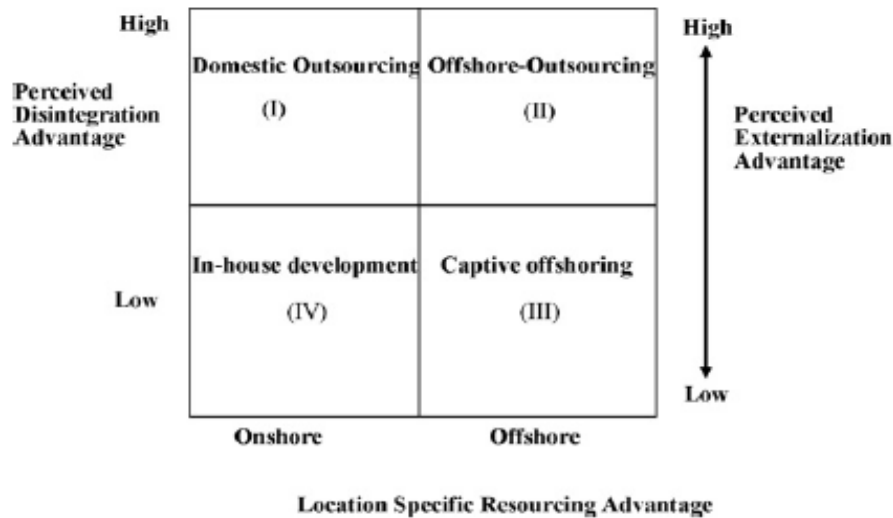 High
High
Domestic Outsourcing
Offshore-Outsourcing
Perceived
Disintegration
Advantage
(I)
(II)
Perceived
Externalization
Advantage
In-house development
Captive offshoring
Low
(IV)
(III)
Low
Onshore
Offshore
Location Specific Resourcing Advantage